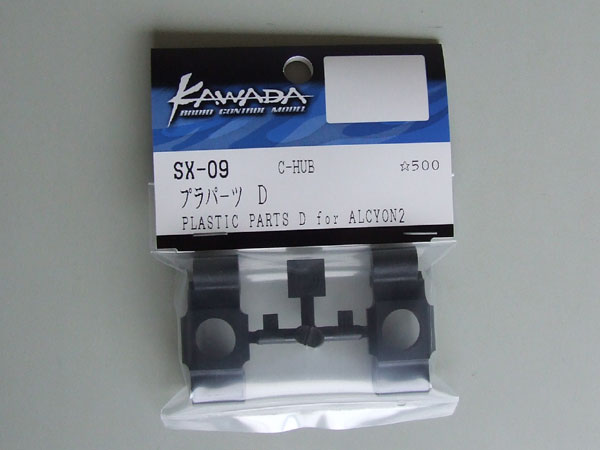 KAWADA
RADIO CONTROL MODEL
SX-09 C-HUB ☆500
プラパーツ D
PLASTIC PARTS D for ALCYON2